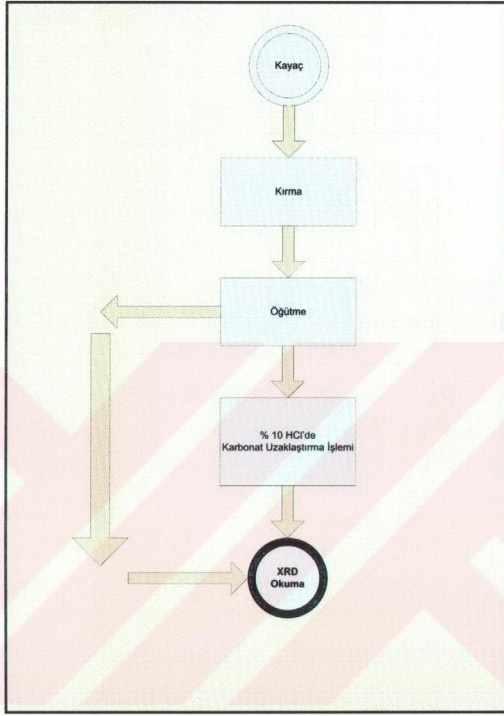 Kayaç
Kırma
Öğütme
% 10 HCl'de
Karbonat Uzaklaştırma İşlemi
XRD
Okuma